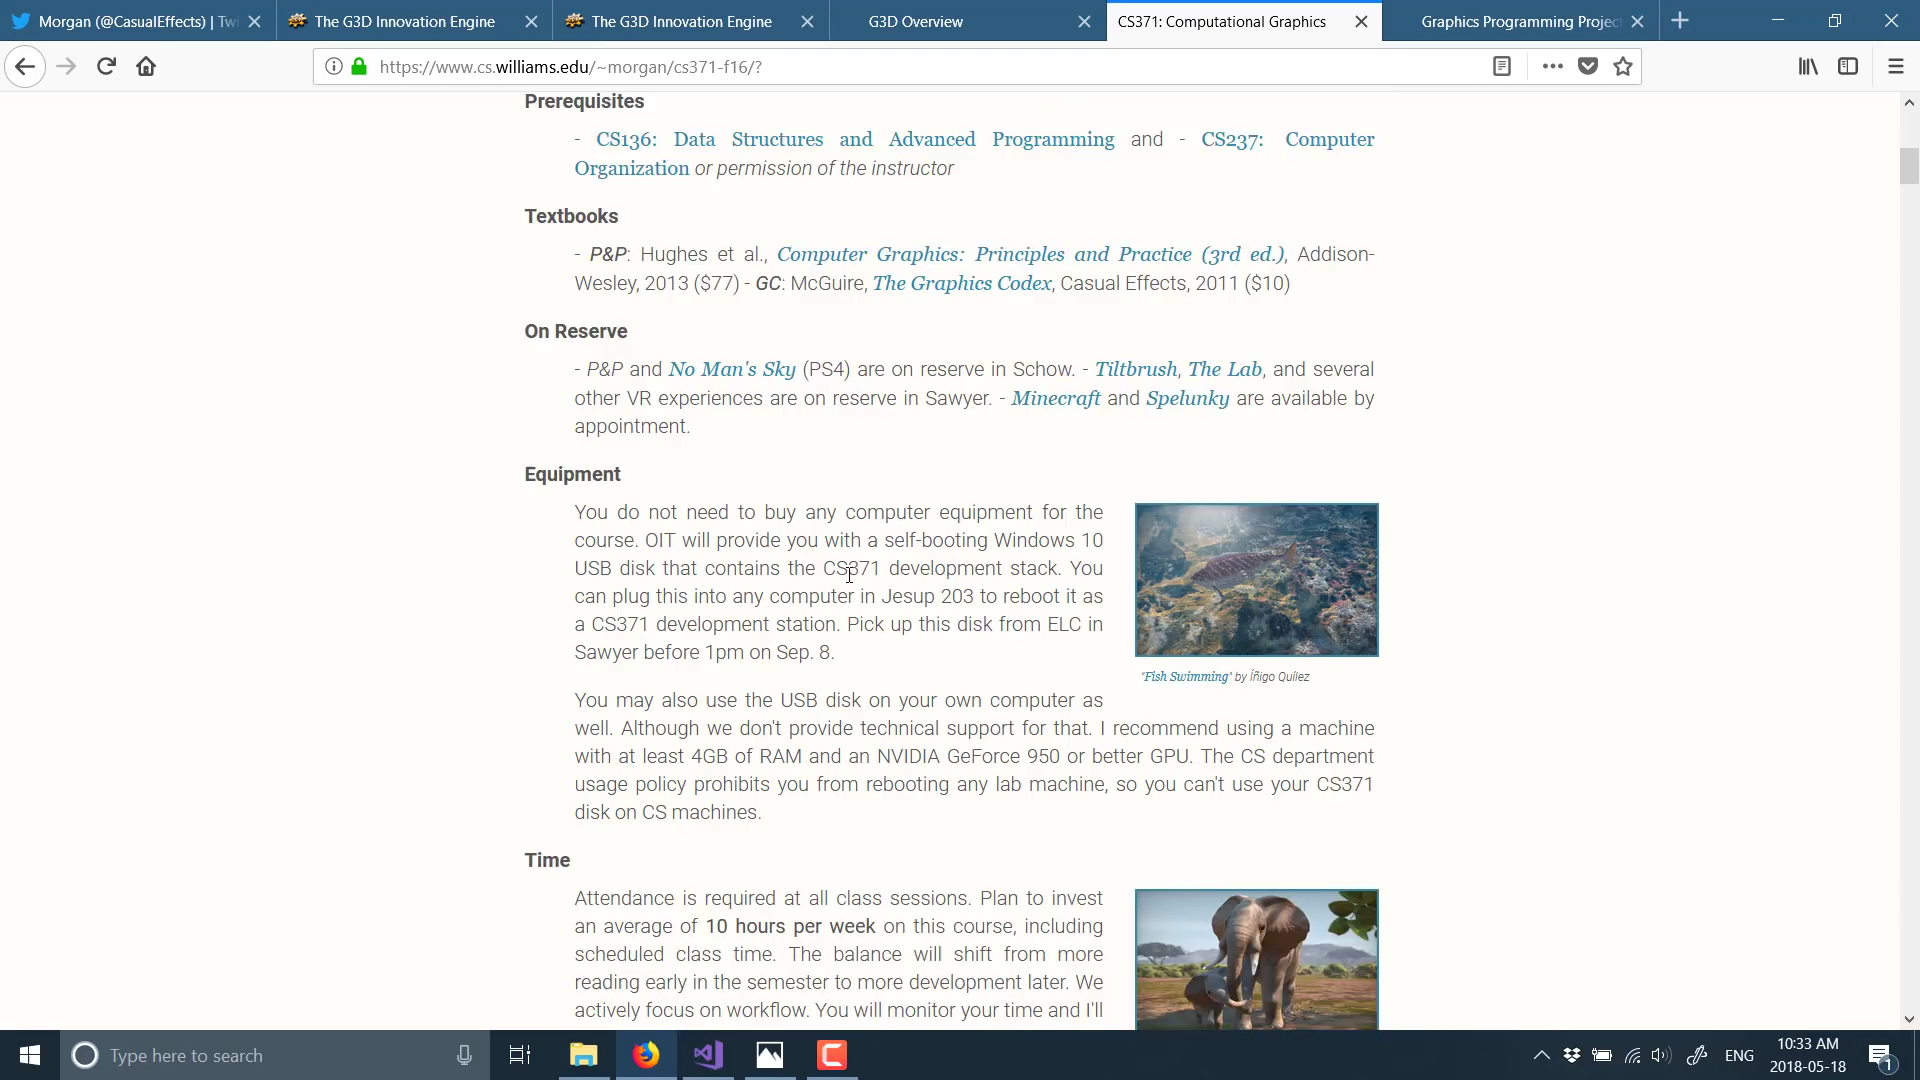 Morgan (@CasualEffects) | Tw
The G3D Innovation Engine
The G3D Innovation Engine
G3D Overview
CS371: Computational Graphics
Graphics Programming Projec
https://www.cs.williams.edu/~morgan/cs371-f16/?
Prerequisites
- CS136: Data Structures and Advanced Programming and - CS237: Computer
Organization or permission of the instructor
Textbooks
- P&P: Hughes et al., Computer Graphics: Principles and Practice (3rd ed.), Addison-
Wesley, 2013 ($77) - GC: McGuire, The Graphics Codex, Casual Effects, 2011 ($10)
On Reserve
- P&P and No Man's Sky (PS4) are on reserve in Schow. - Tiltbrush, The Lab, and several
other VR experiences are on reserve in Sawyer. - Minecraft and Spelunky are available by
appointment.
Equipment
You do not need to buy any computer equipment for the
course. OIT will provide you with a self-booting Windows 10
USB disk that contains the CS371 development stack. You
can plug this into any computer in Jesup 203 to reboot it as
a CS371 development station. Pick up this disk from ELC in
Sawyer before 1pm on Sep. 8.
"Fish Swimming" by Íñigo Quílez
You may also use the USB disk on your own computer as
well. Although we don't provide technical support for that. I recommend using a machine
with at least 4GB of RAM and an NVIDIA GeForce 950 or better GPU. The CS department
usage policy prohibits you from rebooting any lab machine, so you can't use your CS371
disk on CS machines.
Time
Attendance is required at all class sessions. Plan to invest
an average of 10 hours per week on this course, including
scheduled class time. The balance will shift from more
reading early in the semester to more development later. We
actively focus on workflow. You will monitor your time and I'll
Type here to search
ENG
10:33 AM
2018-05-18
1